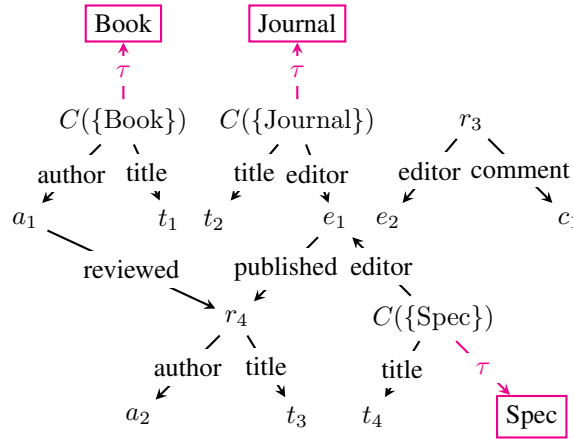 Book Journal
τ τ
C({Book}) C({Journal}) r₃
author title title editor editor comment
a₁ t₁ t₂ e₁ e₂ c₁
reviewed published editor
r₄ C({Spec})
author title title τ
a₂ t₃ t₄ Spec